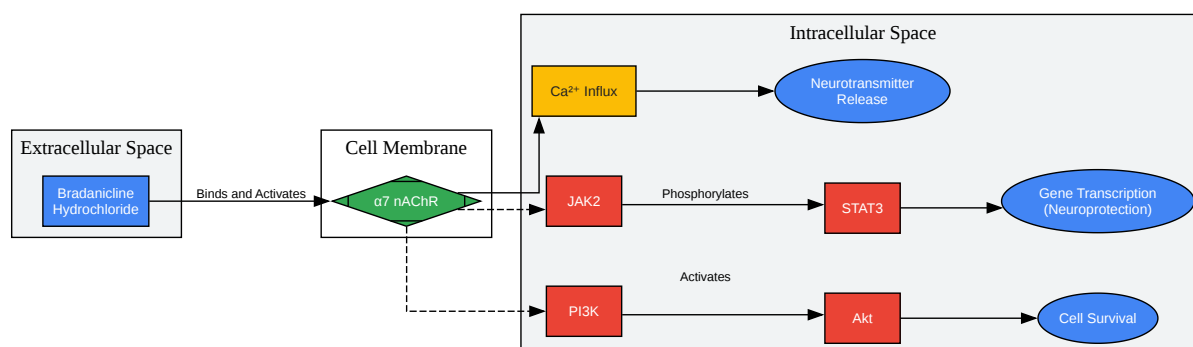 Intracellular Space
Ca²⁺ Influx
Neurotransmitter
Release
Extracellular Space
Bradanicline
Hydrochloride
Binds and Activates
Cell Membrane
α7 nAChR
JAK2
Phosphorylates
STAT3
Gene Transcription
(Neuroprotection)
PI3K
Activates
Akt
Cell Survival